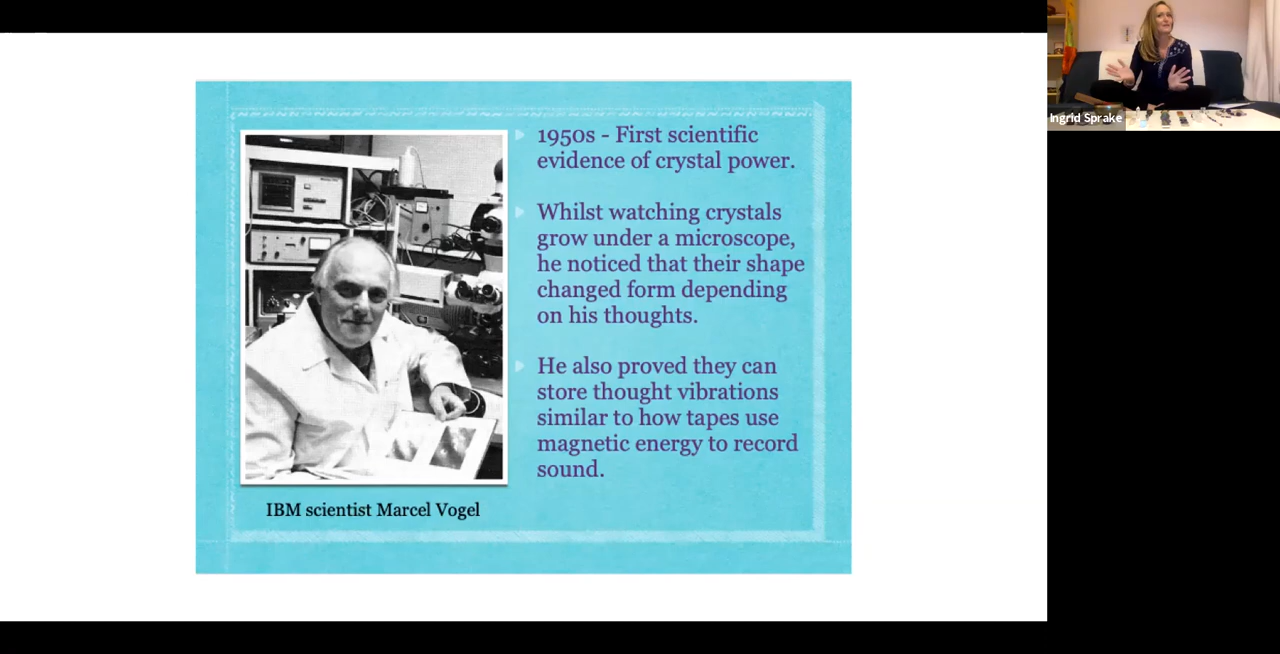 1950s - First scientific
evidence of crystal power.
Whilst watching crystals
grow under a microscope,
he noticed that their shape
changed form depending
on his thoughts.
He also proved they can
store thought vibrations
similar to how tapes use
magnetic energy to record
sound.
IBM scientist Marcel Vogel
Ingrid Sprake